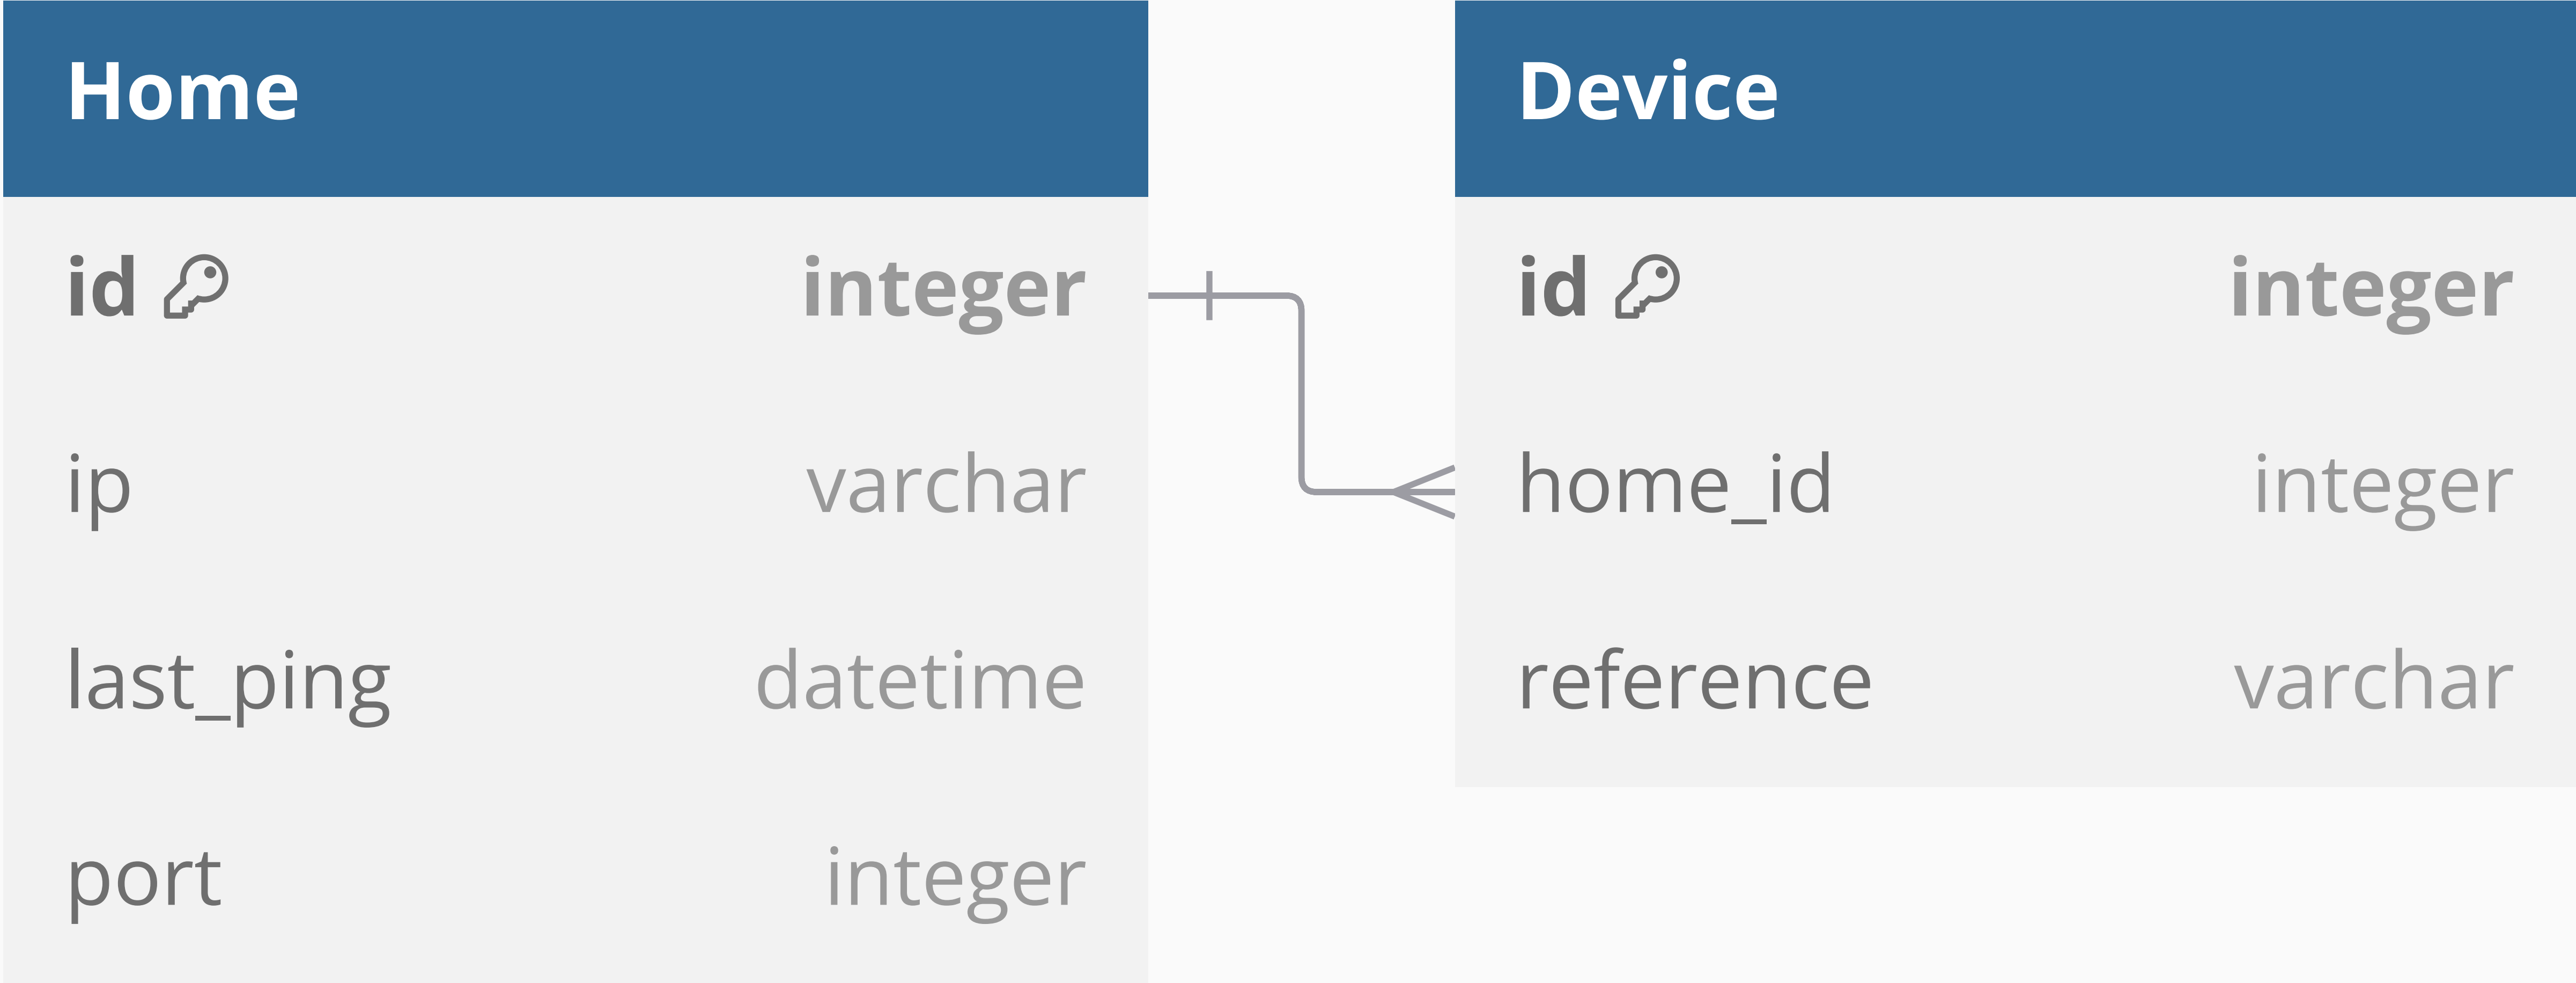 Home
id integer
ip varchar
last_ping datetime
port integer
Device
id integer
home_id integer
reference varchar